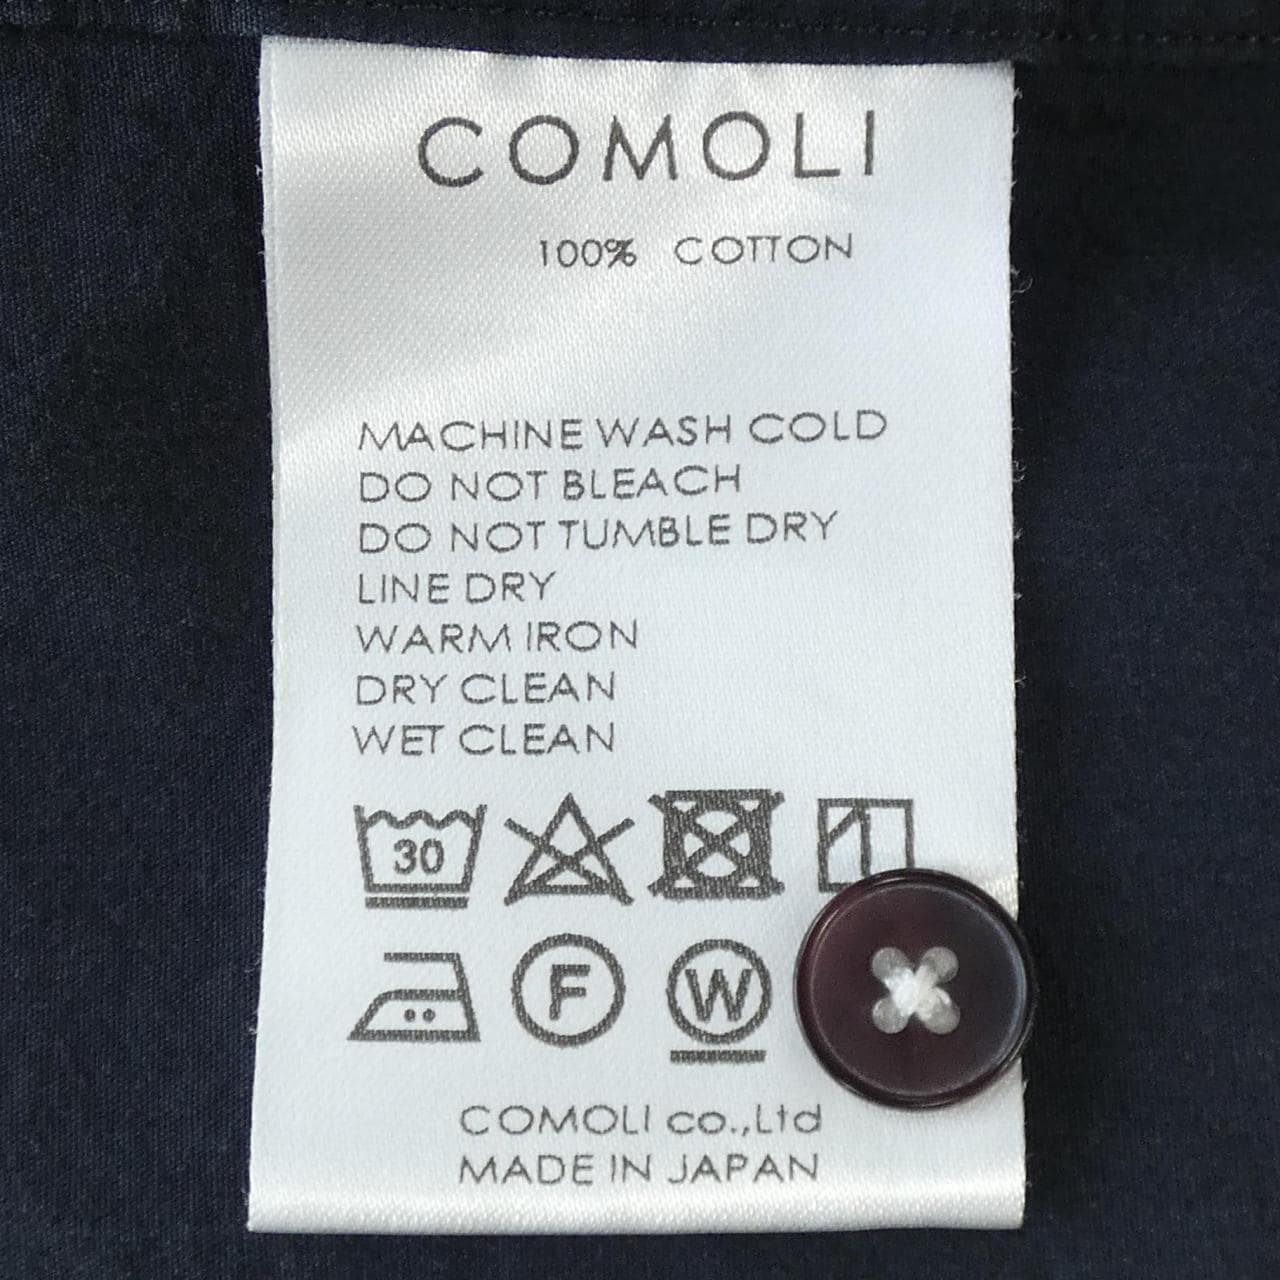 COMOLI
100% COTTON
MACHINE WASH COLD
DO NOT BLEACH
DO NOT TUMBLE DRY
LINE DRY
WARM IRON
DRY CLEAN
WET CLEAN
30
F W
COMOLI co.,Ltd
MADE IN JAPAN